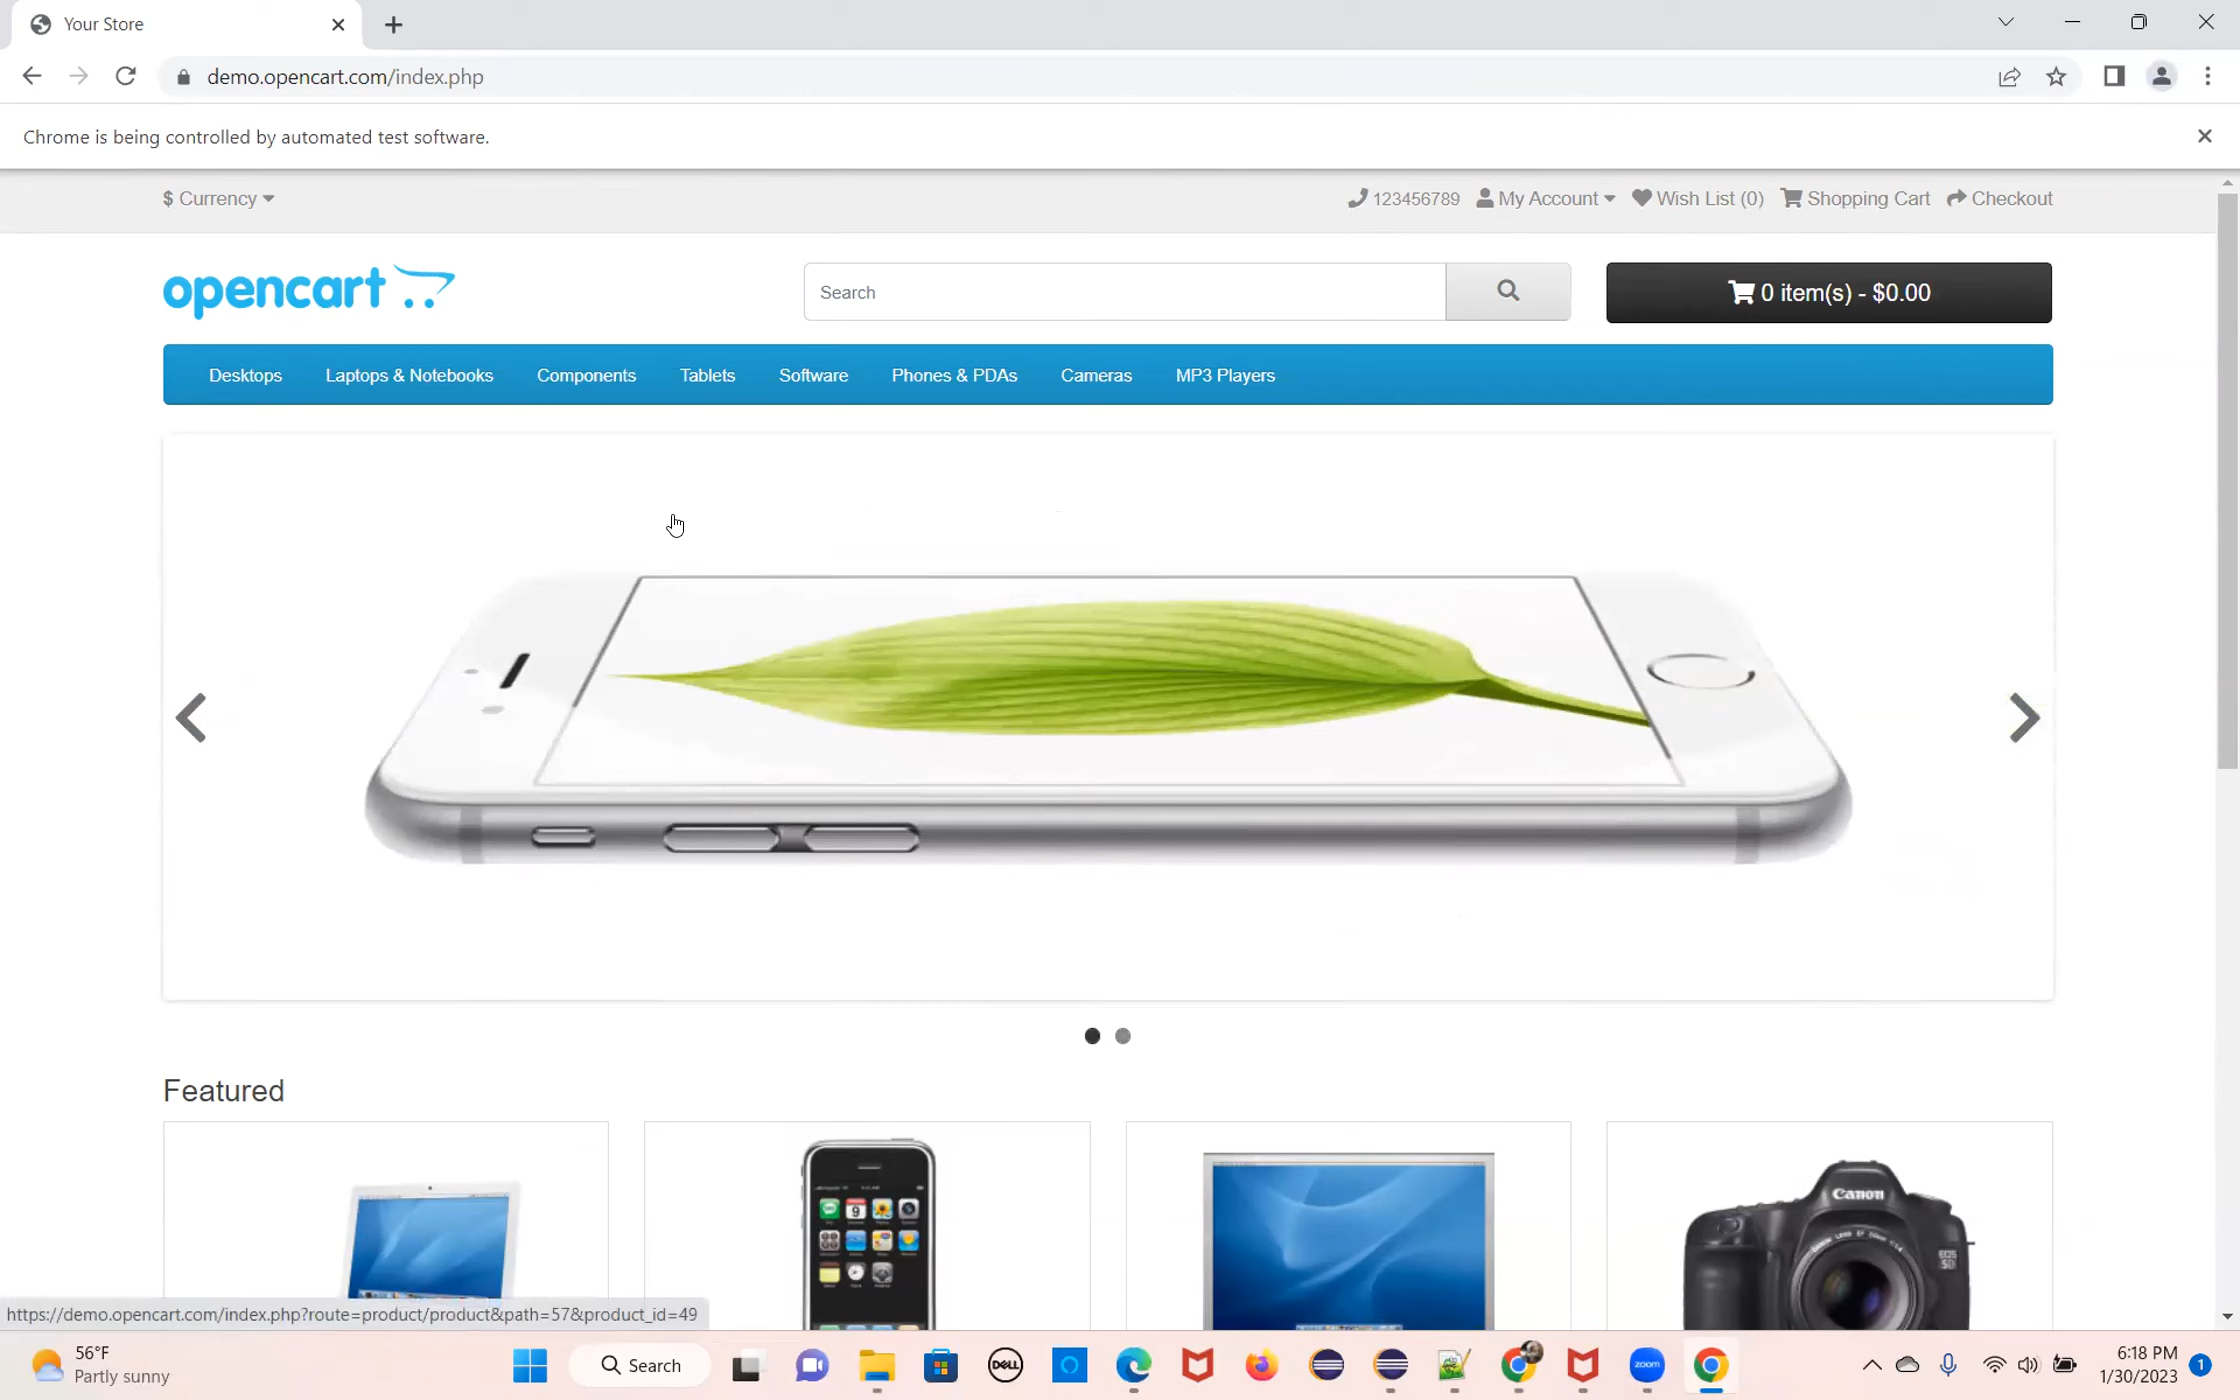 Your Store
demo.opencart.com/index.php
Chrome is being controlled by automated test software.
$ Currency
123456789 My Account Wish List (0) Shopping Cart Checkout
opencart
Search
0 item(s) - $0.00
Desktops Laptops & Notebooks Components Tablets Software Phones & PDAs Cameras MP3 Players
Featured
Canon
EOS
5D
https://demo.opencart.com/index.php?route=product/product&path=57&product_id=49
56°F
Partly sunny
Search
DELL
zoom
6:18 PM
1/30/2023
1